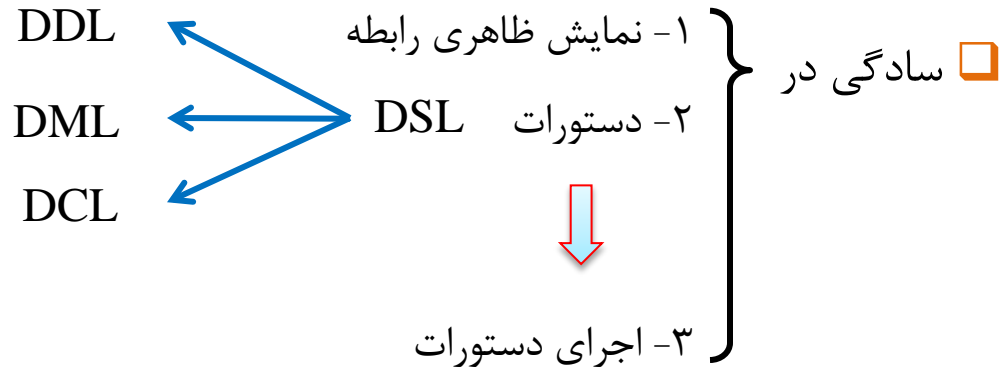 سادگی در
۱- نمایش ظاهری رابطه
۲- دستورات DSL
DDL
DML
DCL
۳- اجرای دستورات